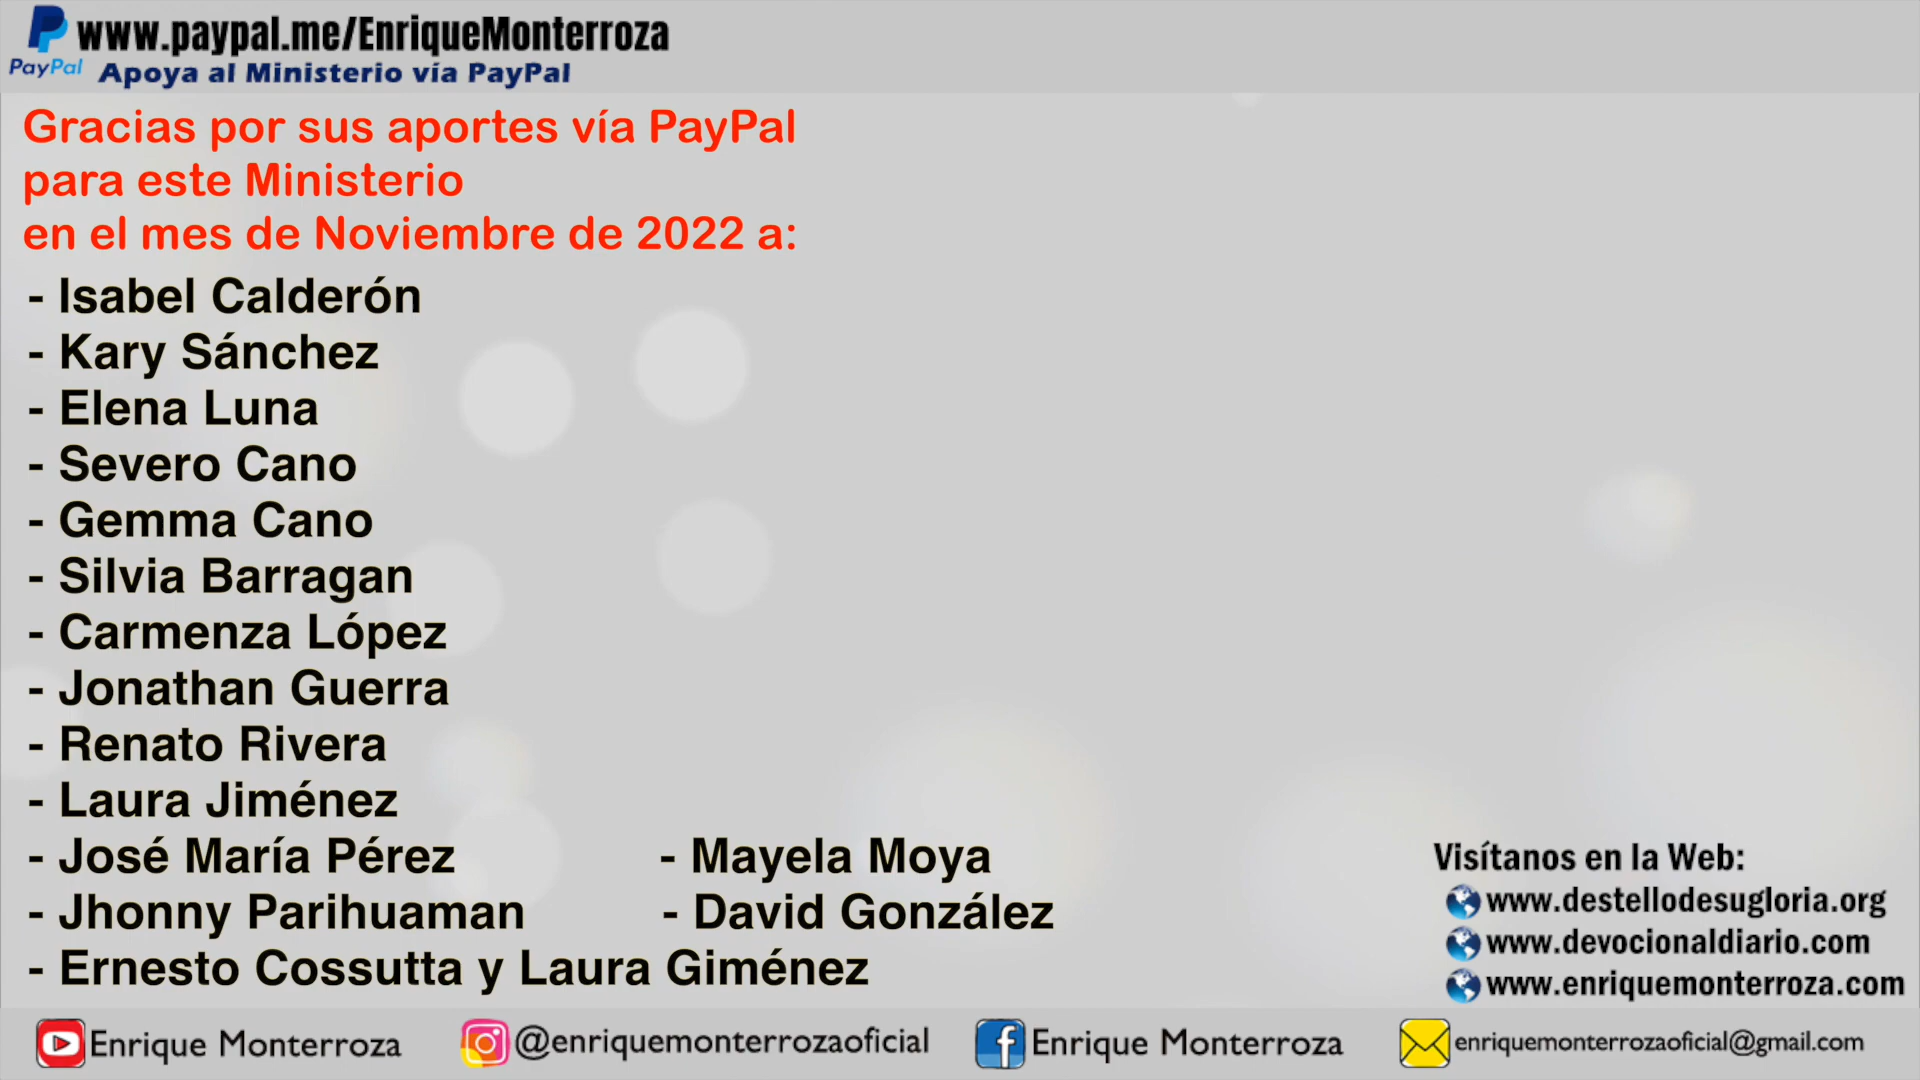 www.paypal.me/EnriqueMonterroza
PayPal Apoya al Ministerio vía PayPal
Gracias por sus aportes vía PayPal
para este Ministerio
en el mes de Noviembre de 2022 a:
- Isabel Calderón
- Kary Sánchez
- Elena Luna
- Severo Cano
- Gemma Cano
- Silvia Barragan
- Carmenza López
- Jonathan Guerra
- Renato Rivera
- Laura Jiménez
- José María Pérez - Mayela Moya
- Jhonny Parihuaman - David González
- Ernesto Cossutta y Laura Giménez
Visítanos en la Web:
www.destellodesugloria.org
www.devocionaldiario.com
www.enriquemonterroza.com
Enrique Monterroza @enriquemonterrozaoficial Enrique Monterroza enriquemonterrozaoficial@gmail.com